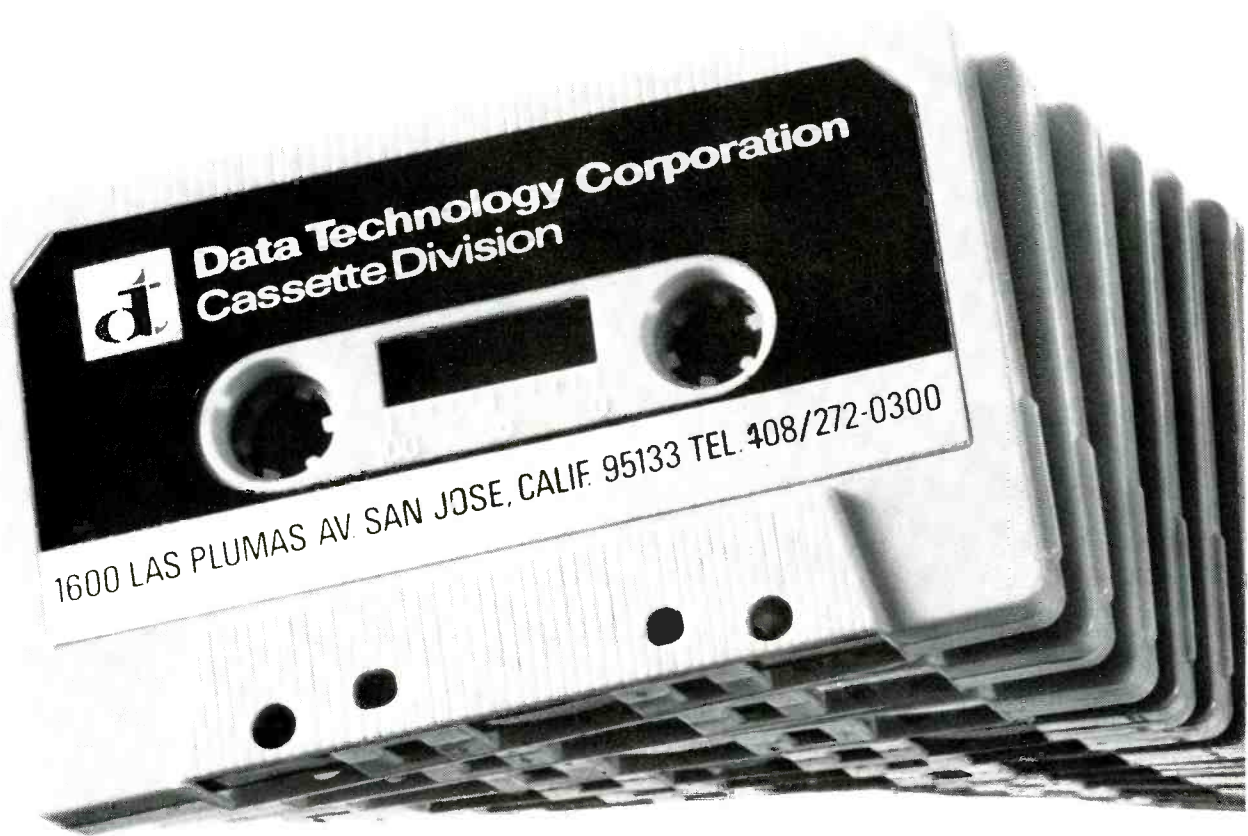 dt Data Technology Corporation
Cassette Division
1600 LAS PLUMAS AV. SAN JOSE, CALIF. 95133 TEL. 408/272-0300